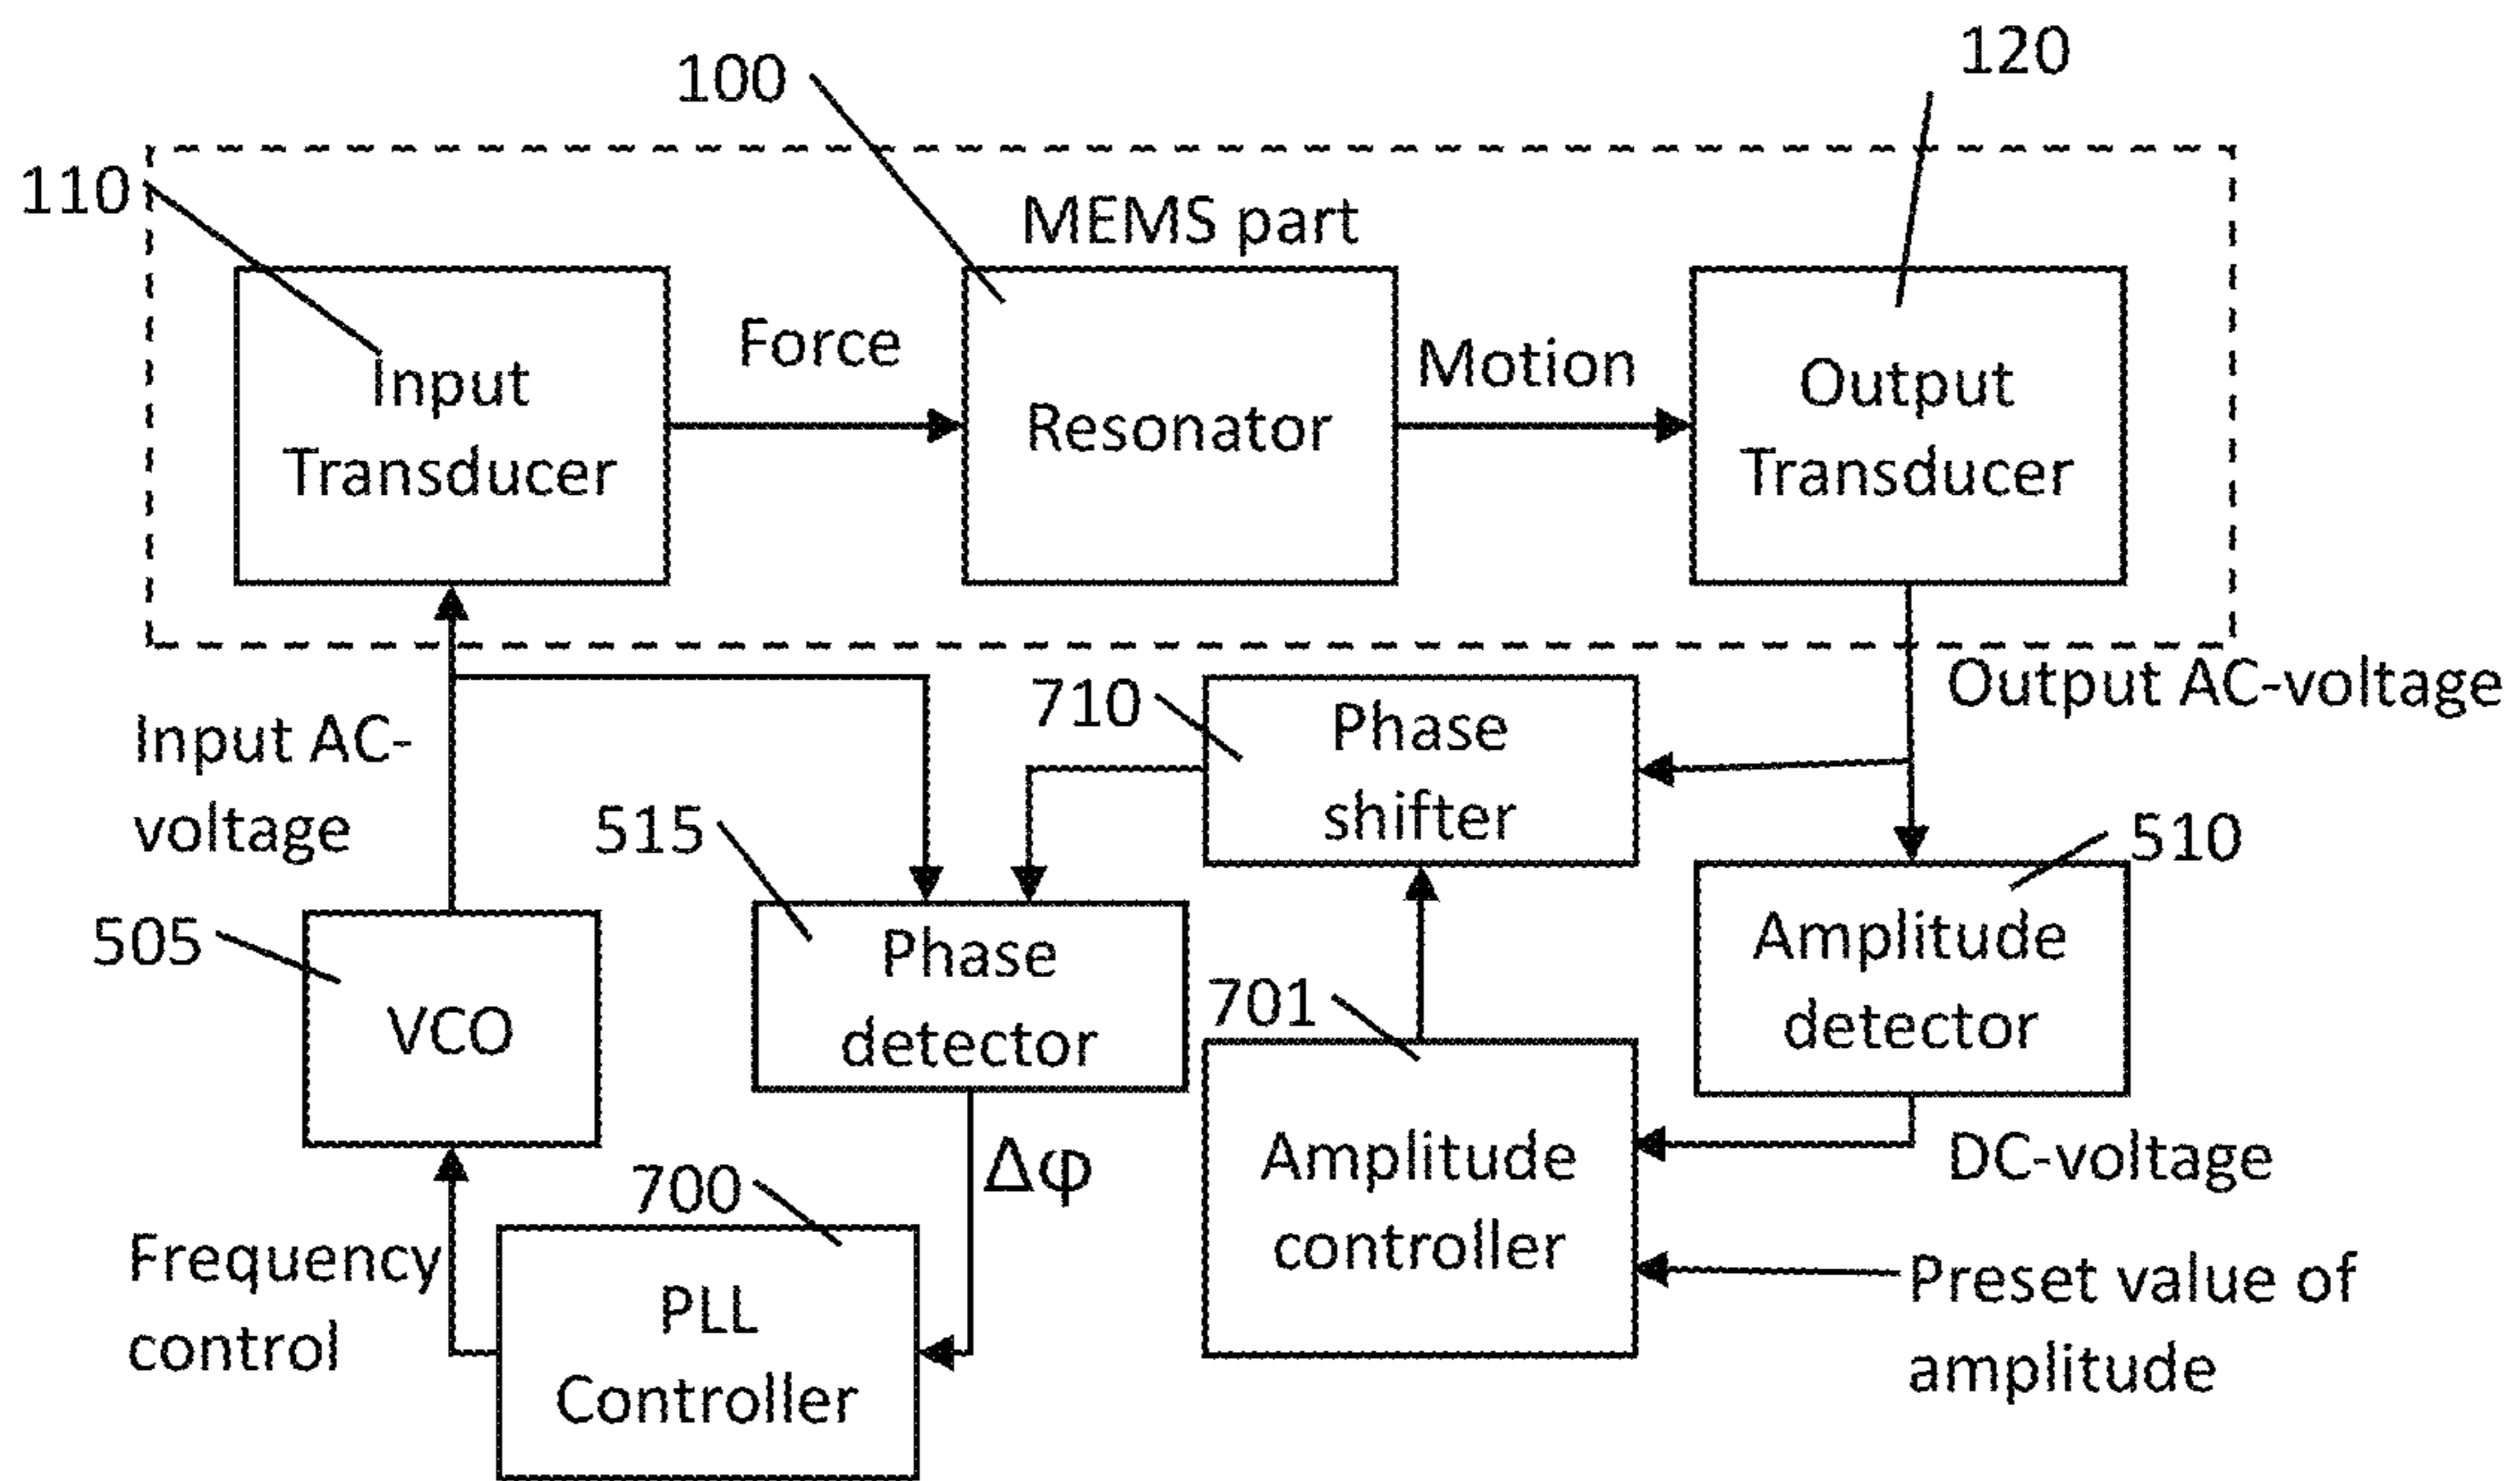 120
100
110
MEMS part
Force
Motion
Input
Transducer
Resonator
Output
Transducer
Output AC-voltage
710
Phase
shifter
Input AC-
voltage
515
510
505
VCO
Phase
detector
Amplitude
detector
701
Δφ
700
Amplitude
controller
DC-voltage
Frequency
control
PLL
Controller
Preset value of
amplitude